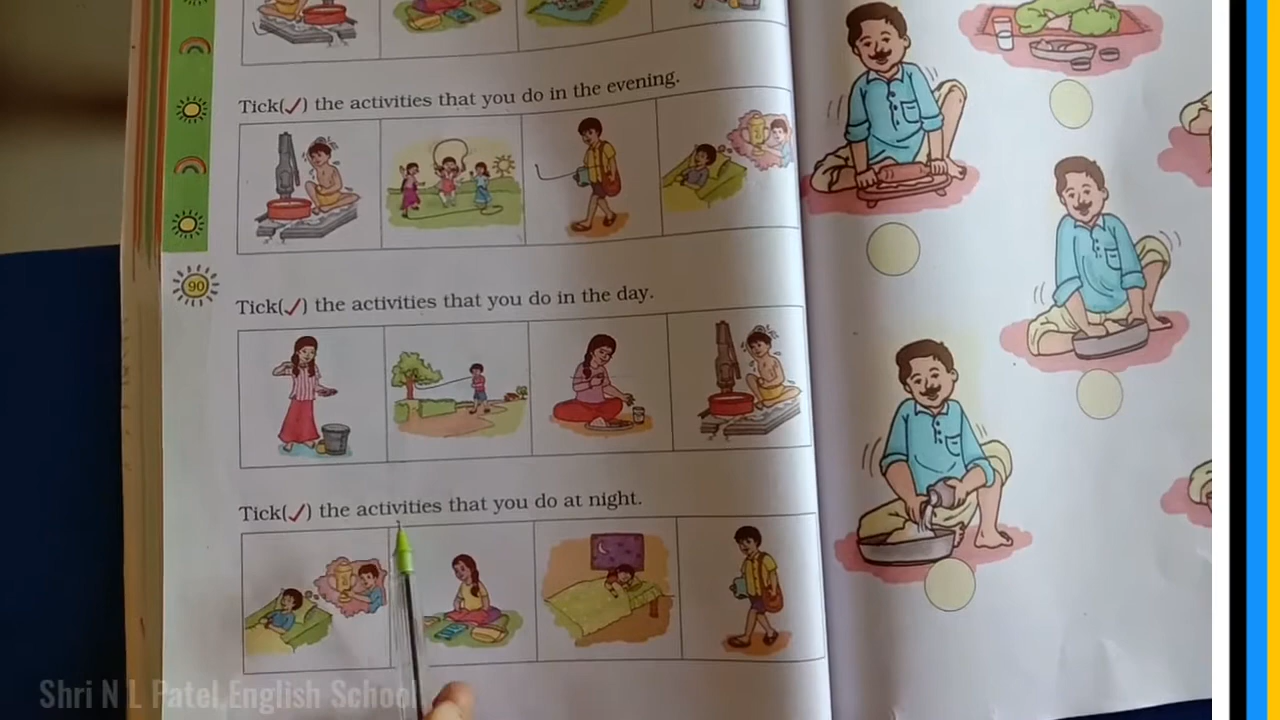 Tick(✓) the activities that you do in the evening.
90
Tick(✓) the activities that you do in the day.
Tick(✓) the activities that you do at night.
Shri N L Patel English School